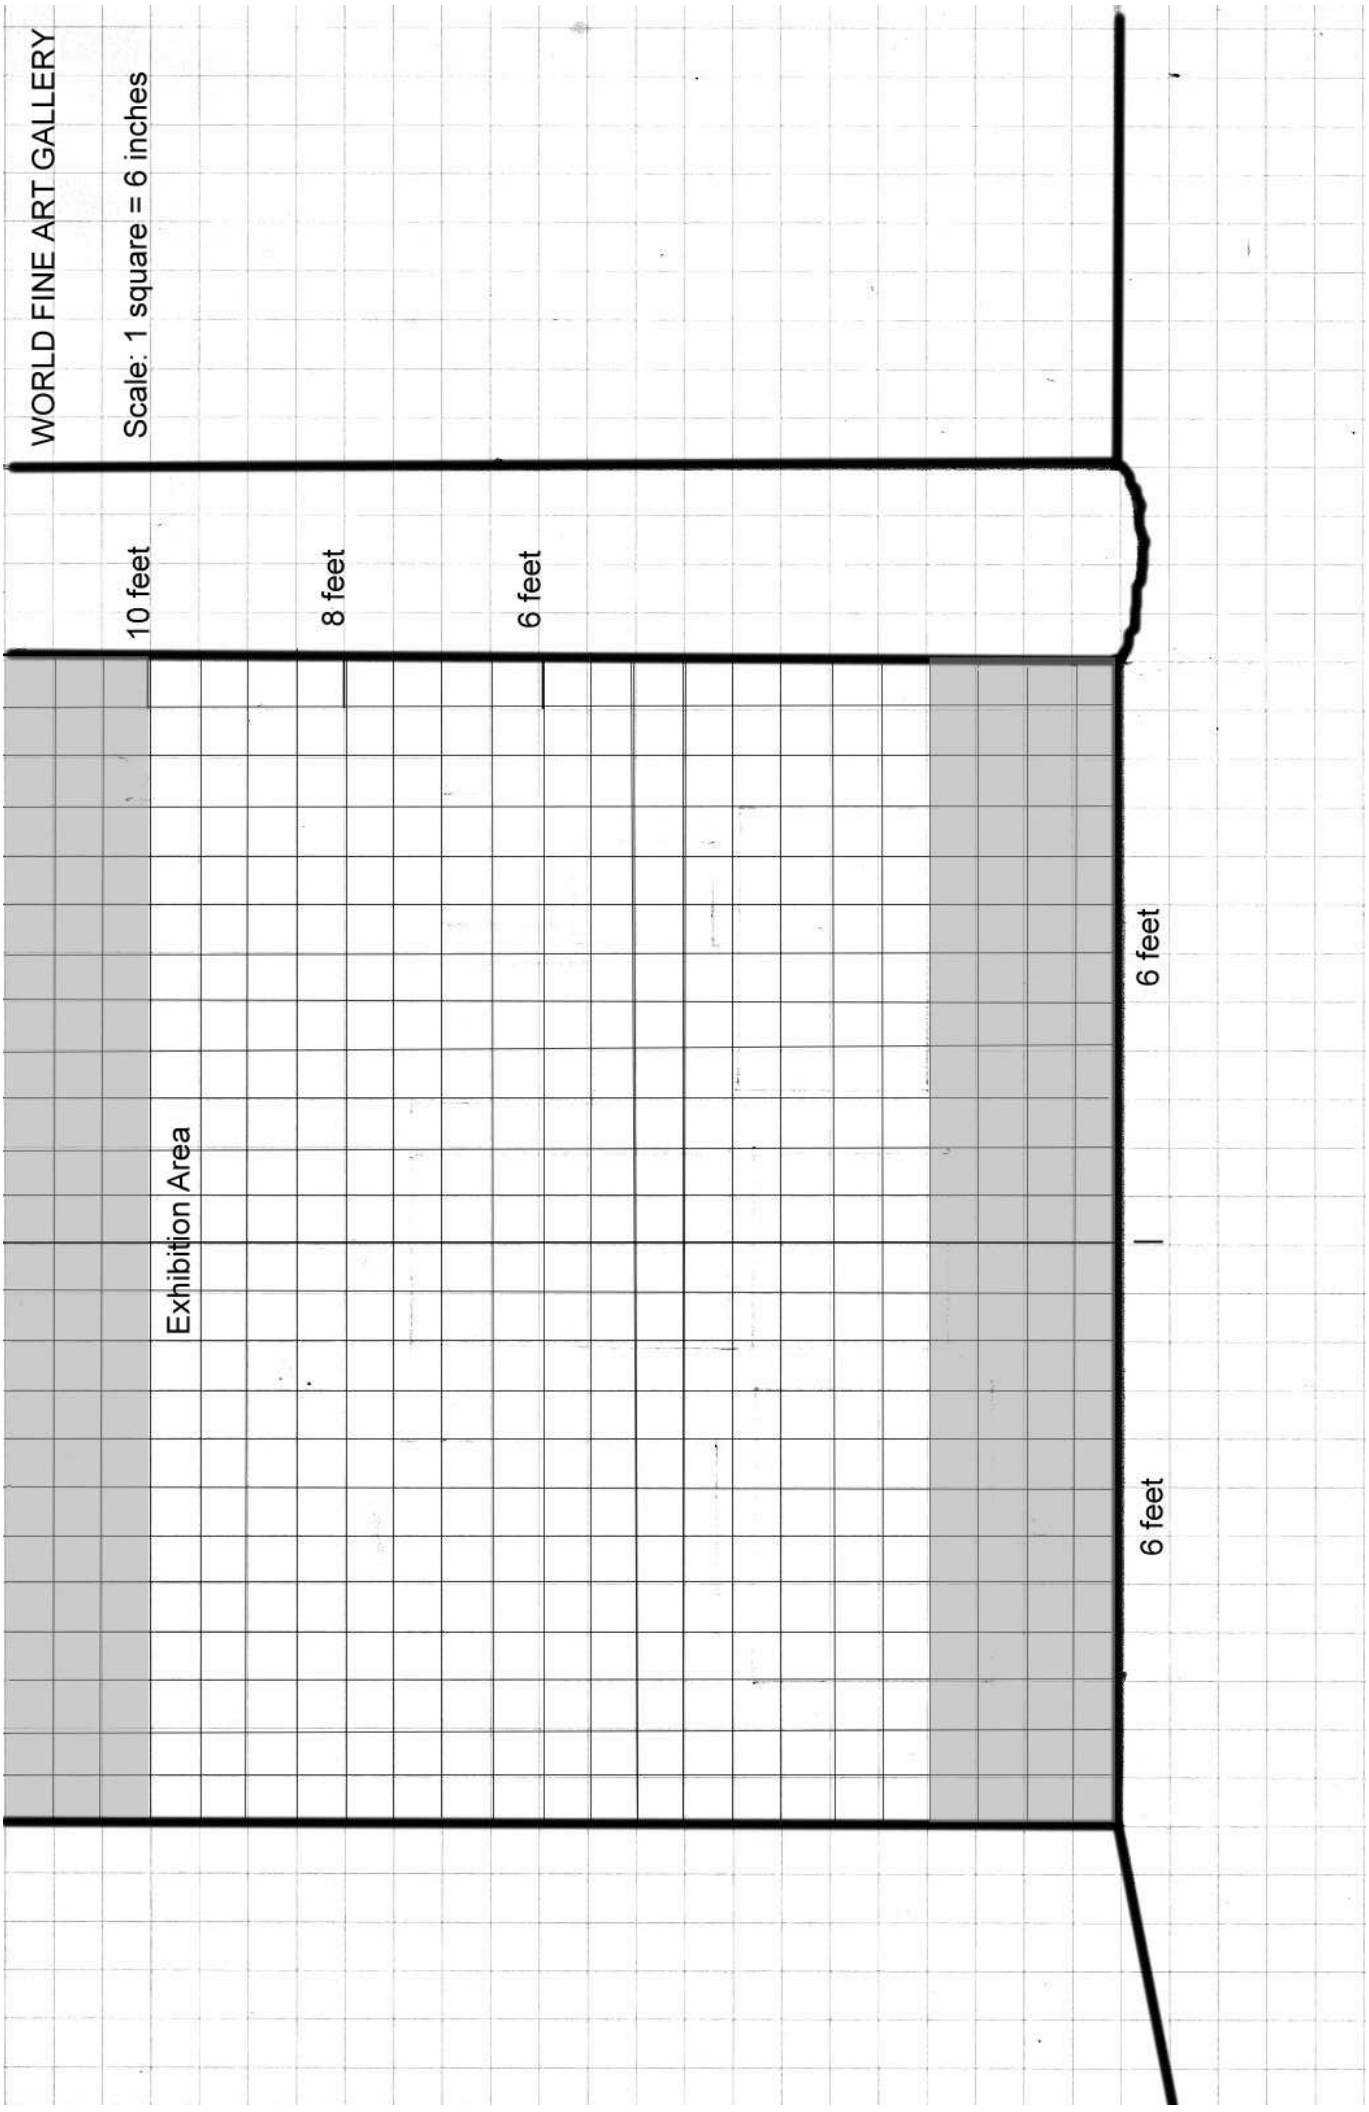 WORLD FINE ART GALLERY
Scale: 1 square = 6 inches
10 feet
8 feet
6 feet
Exhibition Area
6 feet
6 feet